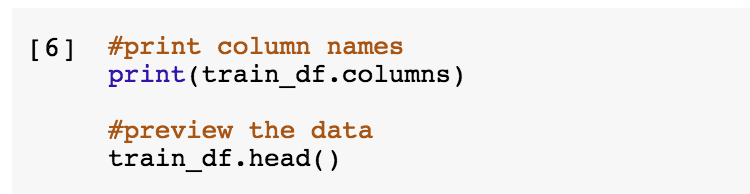 [6] #print column names
print(train_df.columns)
#preview the data
train_df.head()